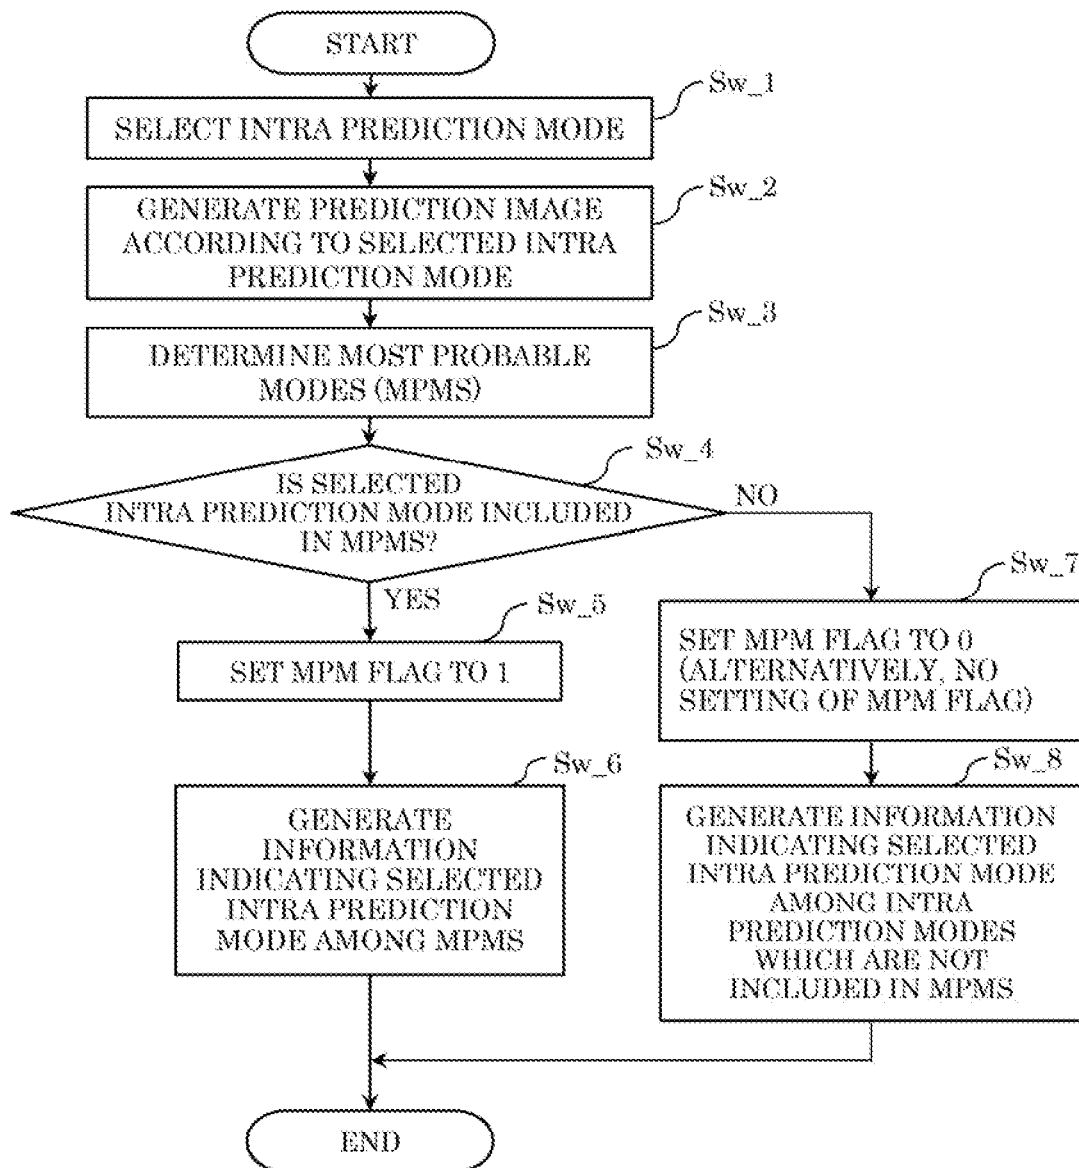 START
Sw_1
SELECT INTRA PREDICTION MODE
Sw_2
GENERATE PREDICTION IMAGE
ACCORDING TO SELECTED INTRA
PREDICTION MODE
Sw_3
DETERMINE MOST PROBABLE
MODES (MPMS)
Sw_4
IS SELECTED
INTRA PREDICTION MODE INCLUDED
IN MPMS?
NO
YES
Sw_5
SET MPM FLAG TO 1
Sw_6
GENERATE
INFORMATION
INDICATING SELECTED
INTRA PREDICTION
MODE AMONG MPMS
Sw_7
SET MPM FLAG TO 0
(ALTERNATIVELY, NO
SETTING OF MPM FLAG)
Sw_8
GENERATE INFORMATION
INDICATING SELECTED
INTRA PREDICTION MODE
AMONG INTRA
PREDICTION MODES
WHICH ARE NOT
INCLUDED IN MPMS
END